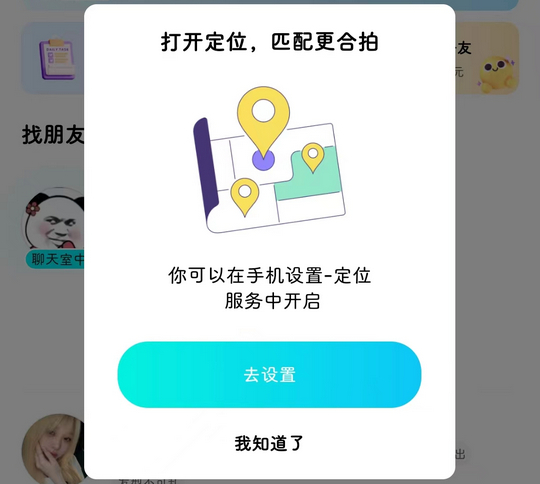 打开定位，匹配更合拍
友
元
找朋友
聊天室中
你可以在手机设置-定位
服务中开启
去设置
我知道了
出